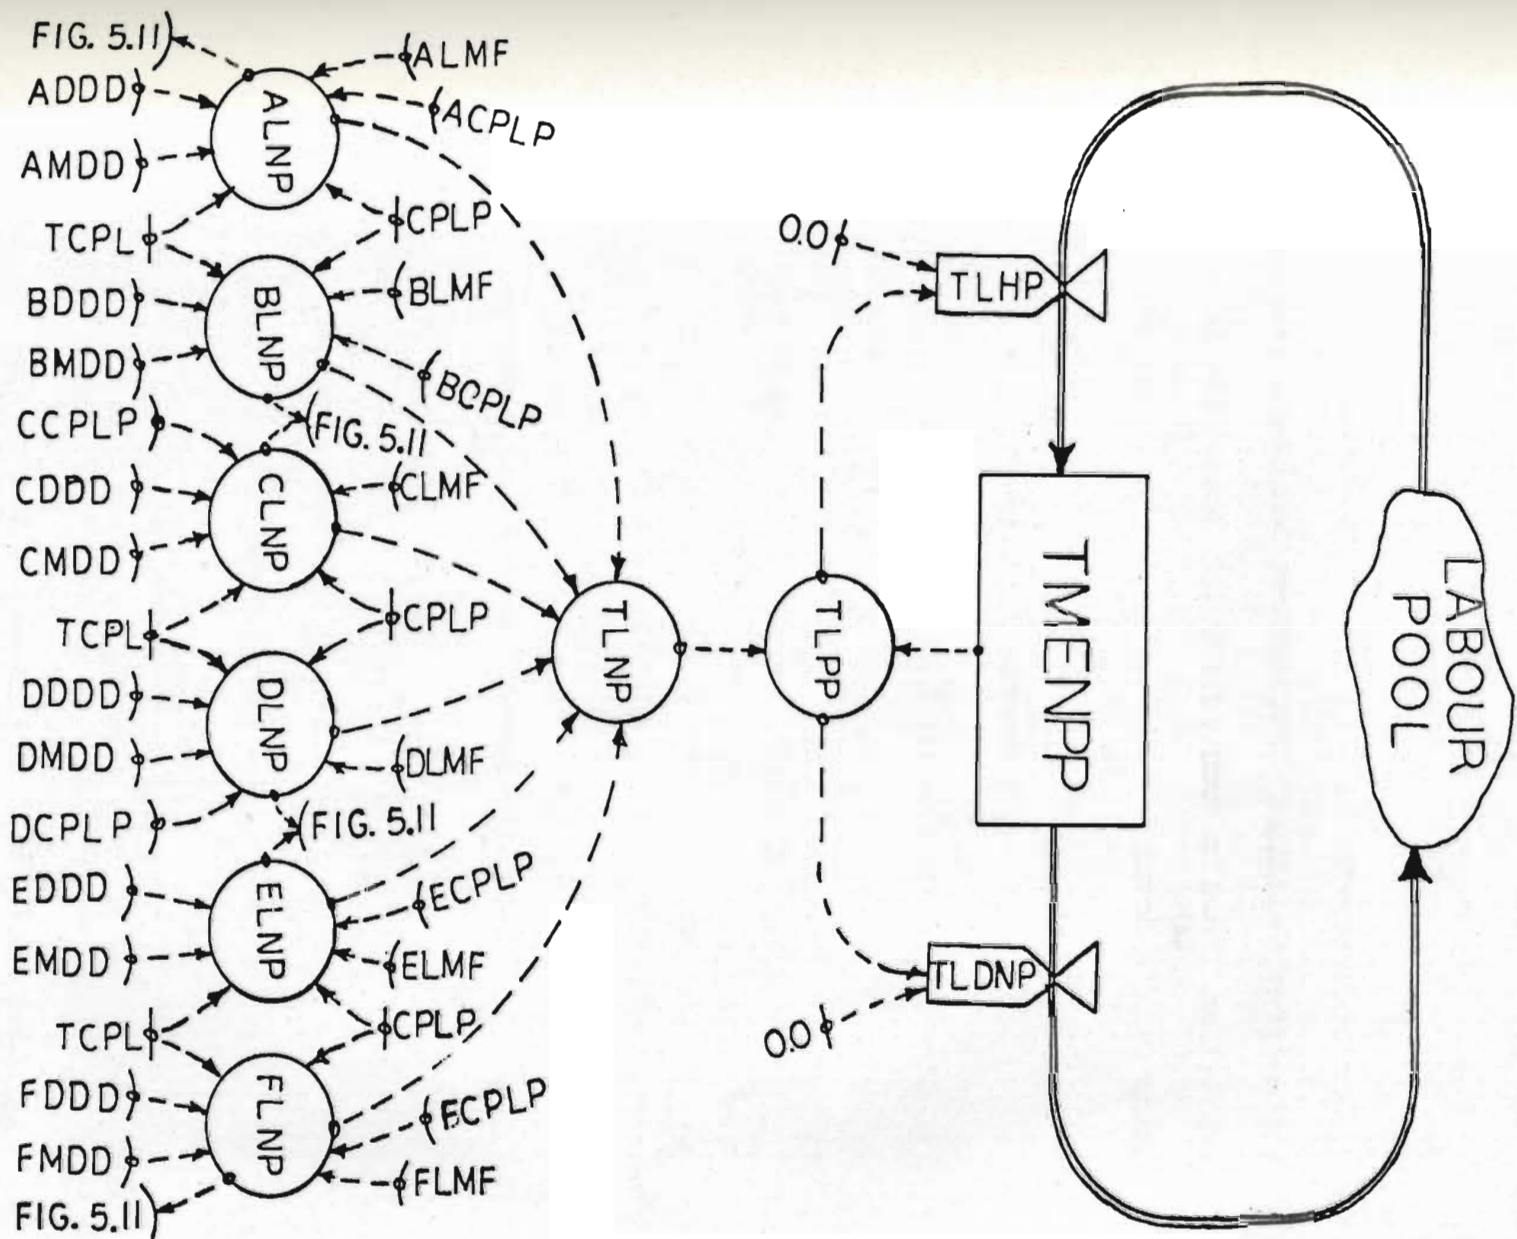 FIG. 5.11
ADDD
AMDD
TCPL
BDDD
BMDD
CCPLP
CDDD
CMDD
TCPL
DDDD
DMDD
DCPLP
EDDD
EMDD
TCPL
FDDD
FMDD
FIG. 5.11
ALNP
BLNP
CLNP
DLNP
ELNP
FLNP
ALMF
ACPLP
CPLP
BLMF
BCPLP
FIG. 5.11
CLMF
CPLP
DLMF
FIG. 5.11
ECPLP
ELMF
CPLP
FCPLP
FLMF
TLNP
TLPP
0.0
TLHP
TMENPP
TLDNP
0.0
LABOUR
POOL